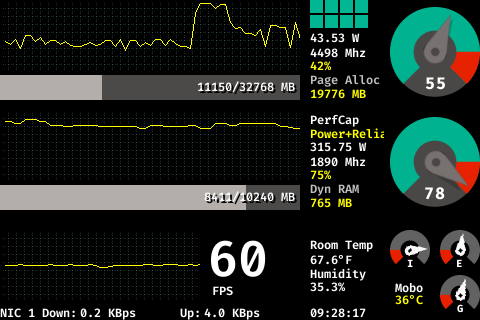 43.53 W
4498 Mhz
42%
11150/32768 MB
Page Alloc
19776 MB
55
PerfCap
Power+Relia
315.75 W
1890 Mhz
75%
8411/10240 MB
Dyn RAM
765 MB
78
60
FPS
Room Temp
67.6°F
Humidity
35.3%
I
E
Mobo
36°C
G
NIC 1 Down: 0.2 KBps Up: 4.0 KBps
09:28:17